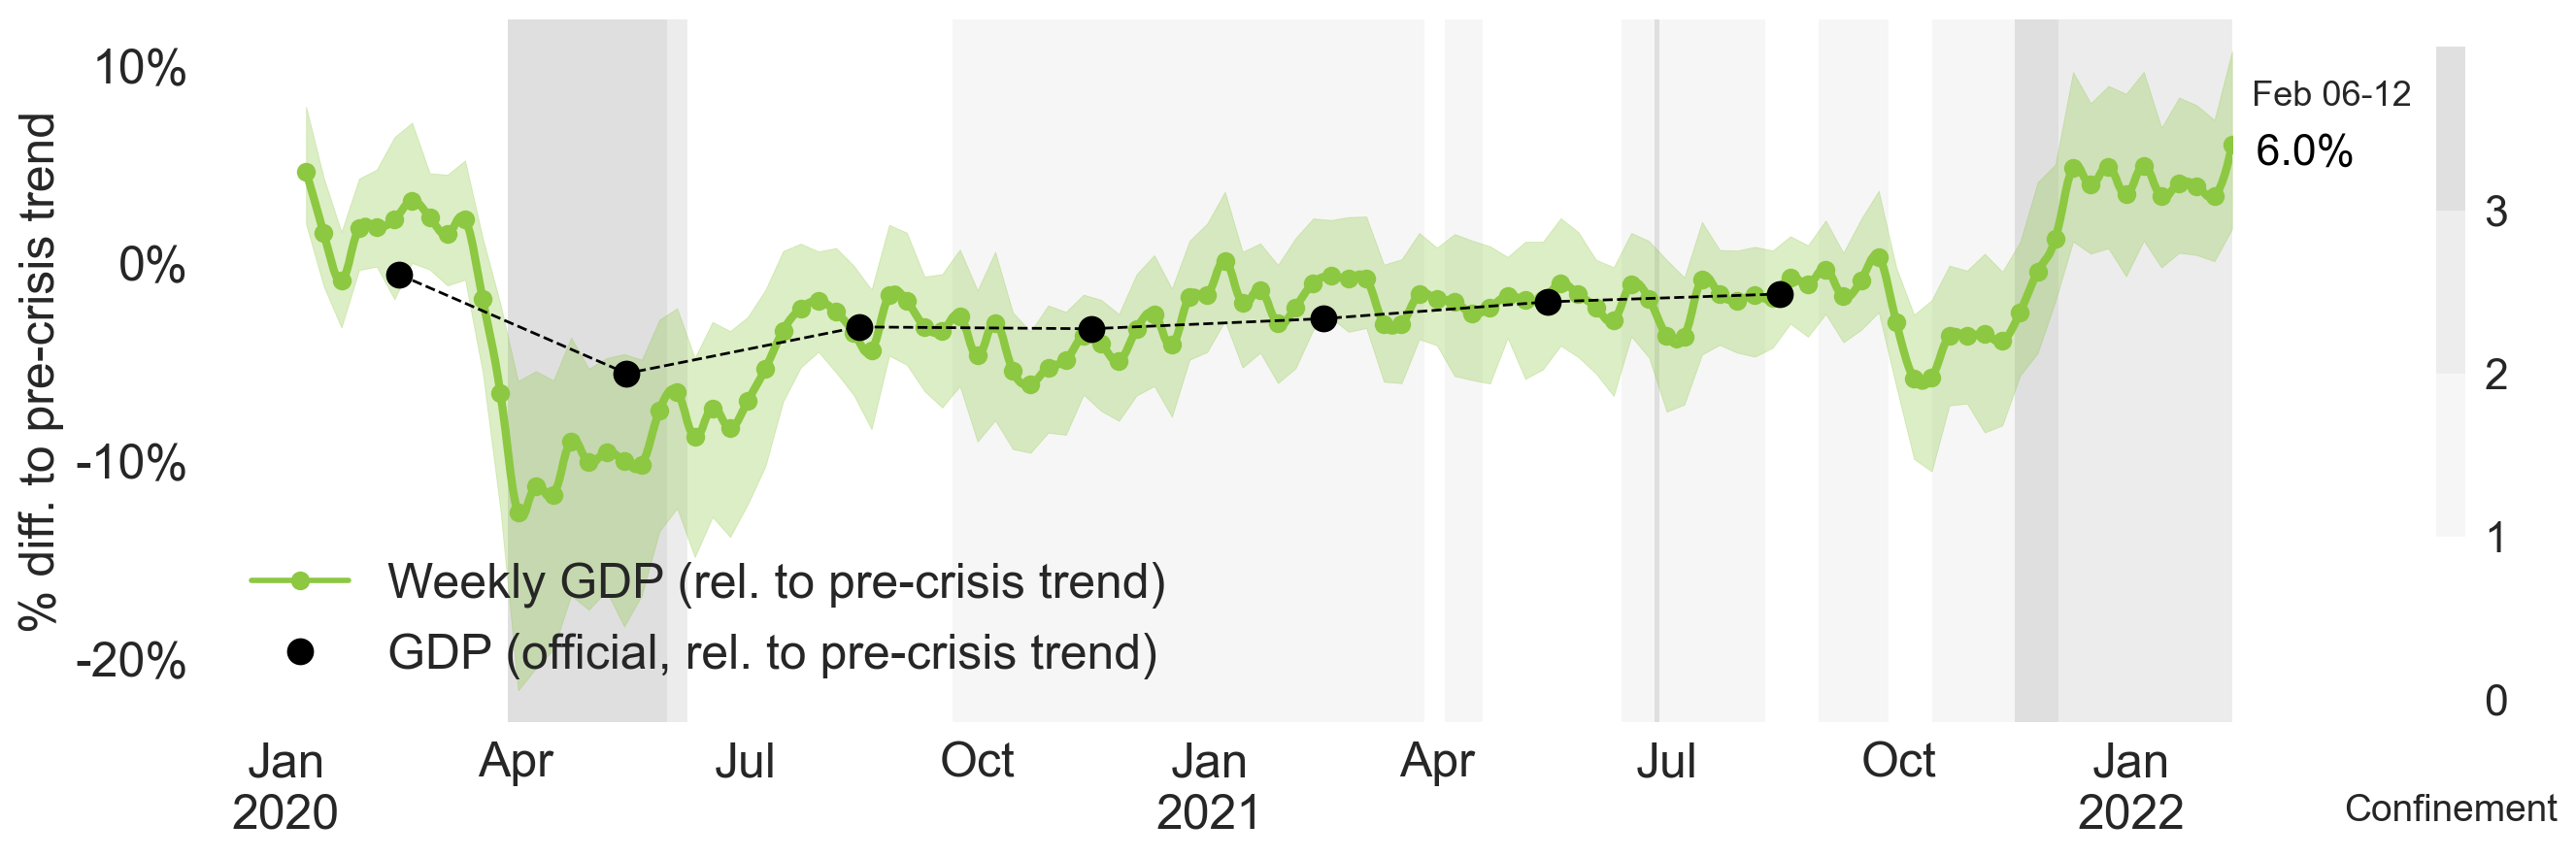 % diff. to pre-crisis trend
10%
0%
-10%
-20%
Feb 06-12
6.0%
Weekly GDP (rel. to pre-crisis trend)
GDP (official, rel. to pre-crisis trend)
Jan
2020
Apr
Jul
Oct
Jan
2021
Apr
Jul
Oct
Jan
2022
3
2
1
0
Confinement